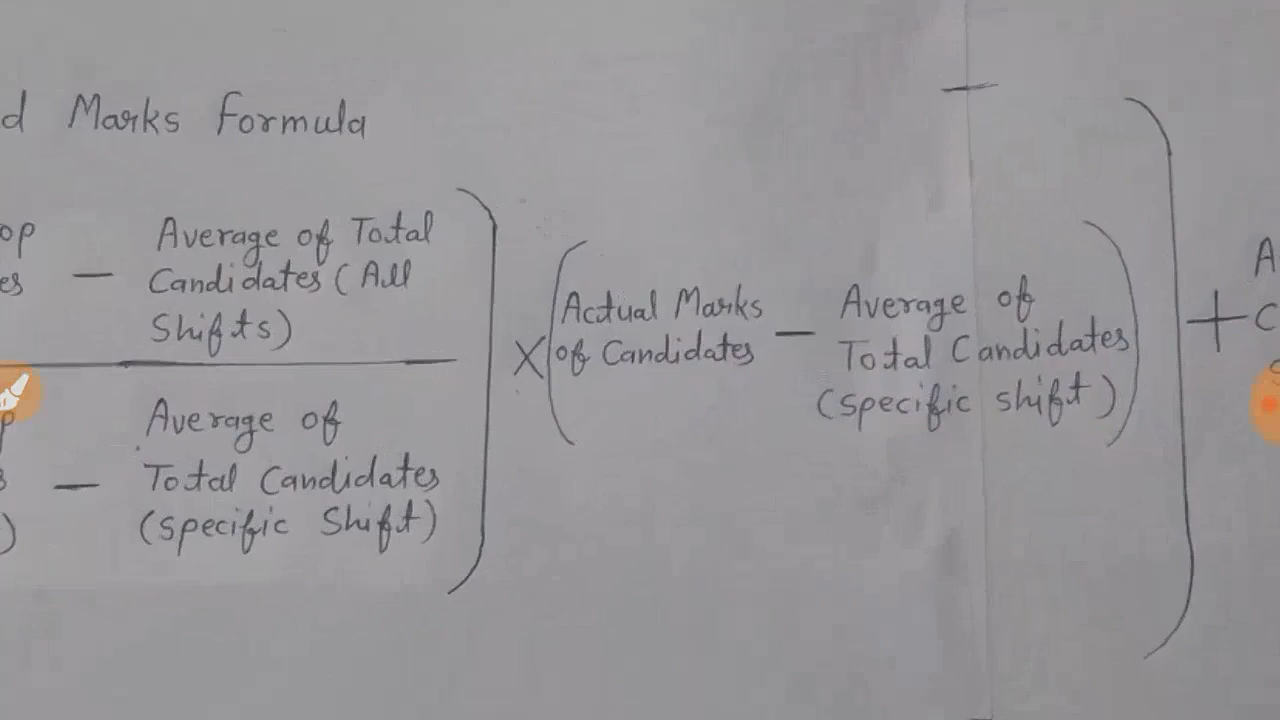 d Marks Formula
op
es
— Average of Total
Candidates (All
Shifts)
p
— Average of
Total Candidates
(Specific Shift)
)
X (Actual Marks
of Candidates — Average of
Total Candidates
(Specific Shift))
+ A
C